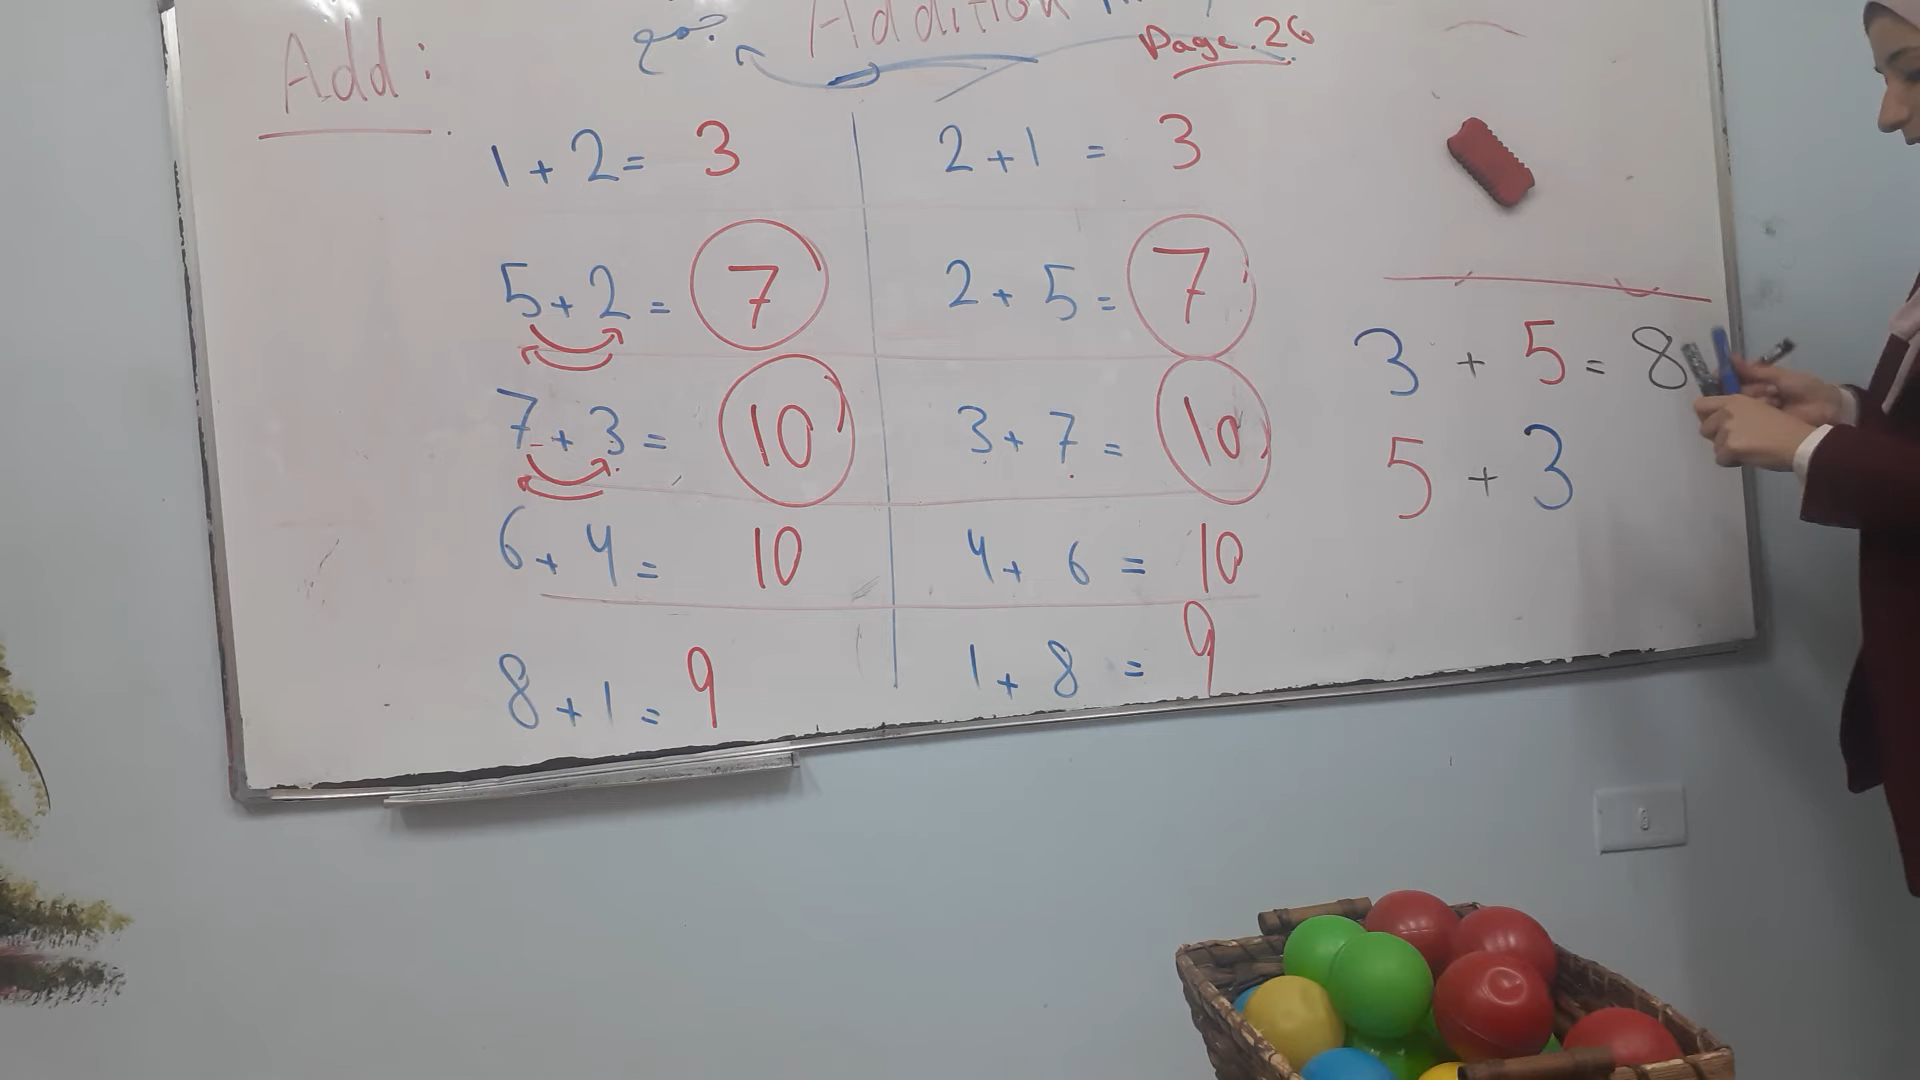 Addition جمع
Page. 26
Add:
1 + 2 = 3
2 + 1 = 3
5 + 2 = 7
2 + 5 = 7
7 + 3 = 10
3 + 7 = 10
6 + 4 = 10
4 + 6 = 10
8 + 1 = 9
1 + 8 = 9
3 + 5 = 8
5 + 3